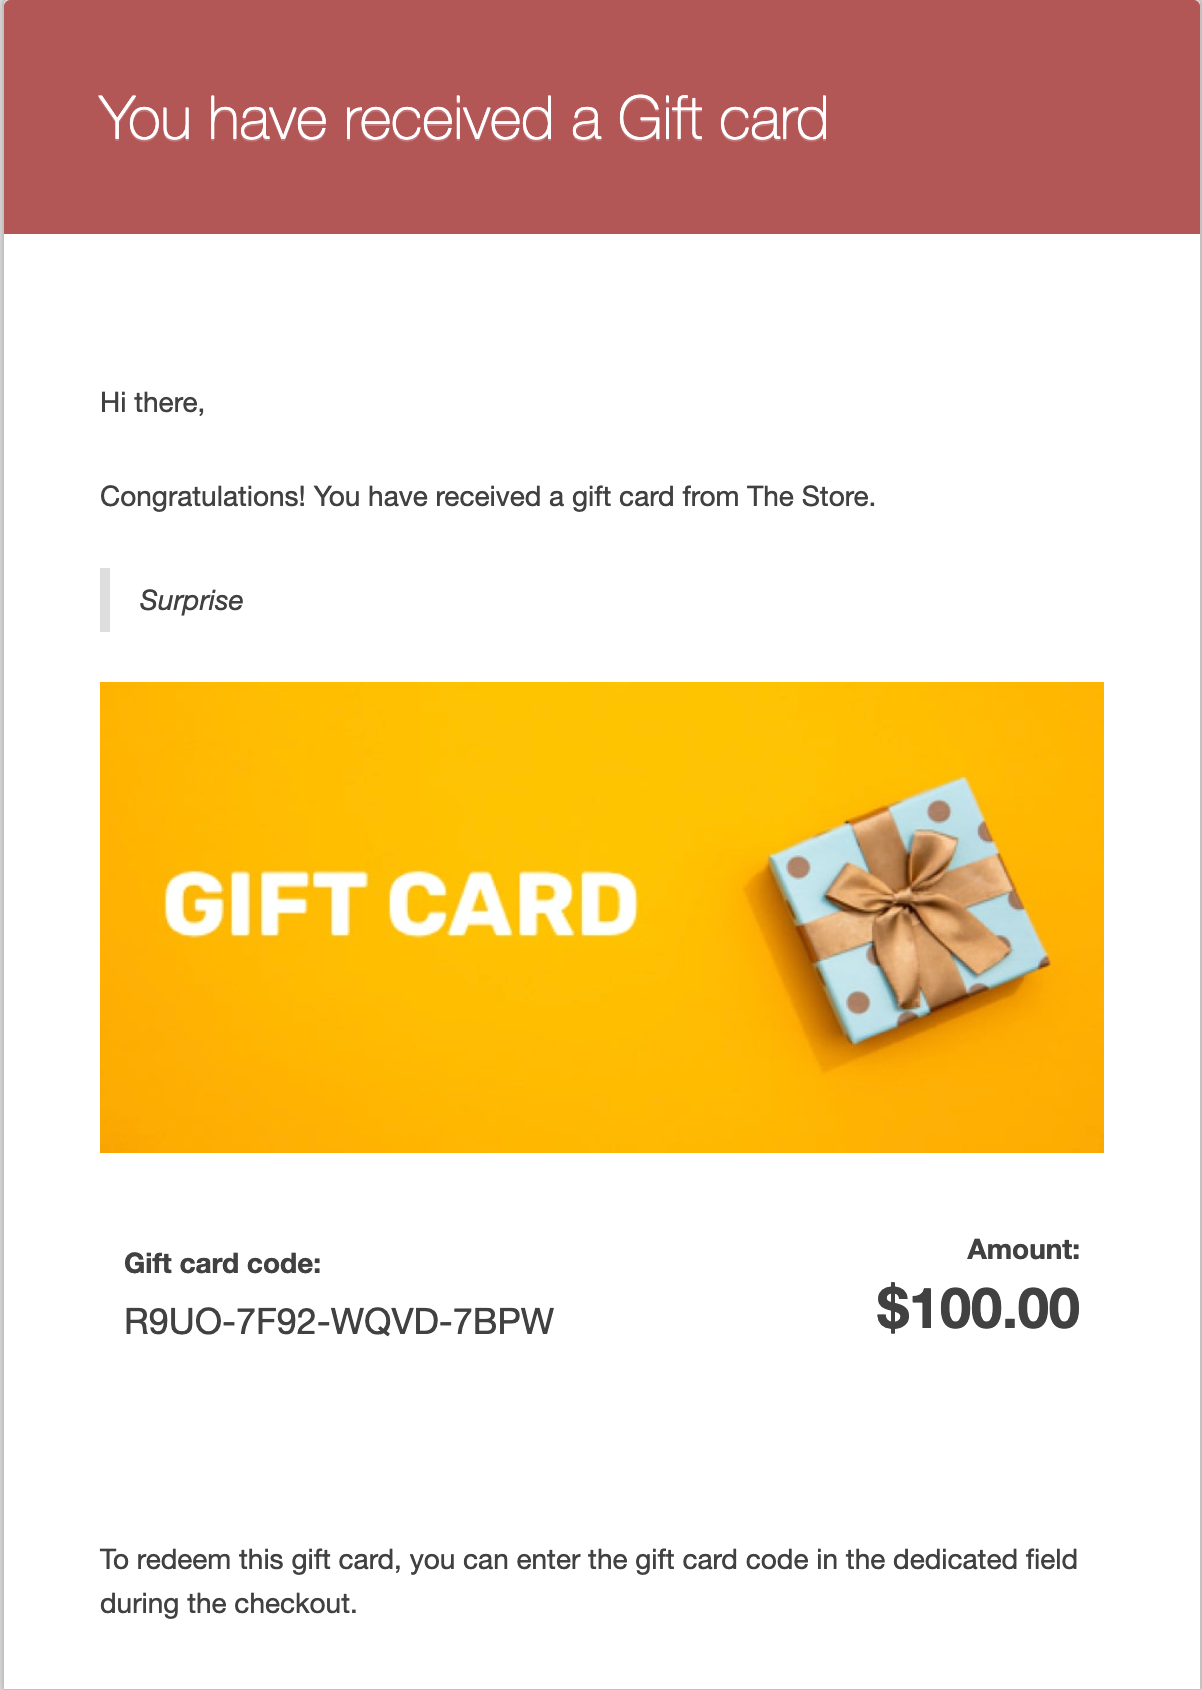 You have received a Gift card
Hi there,
Congratulations! You have received a gift card from The Store.
Surprise
GIFT CARD
Gift card code:
R9UO-7F92-WQVD-7BPW
Amount:
$100.00
To redeem this gift card, you can enter the gift card code in the dedicated field
during the checkout.